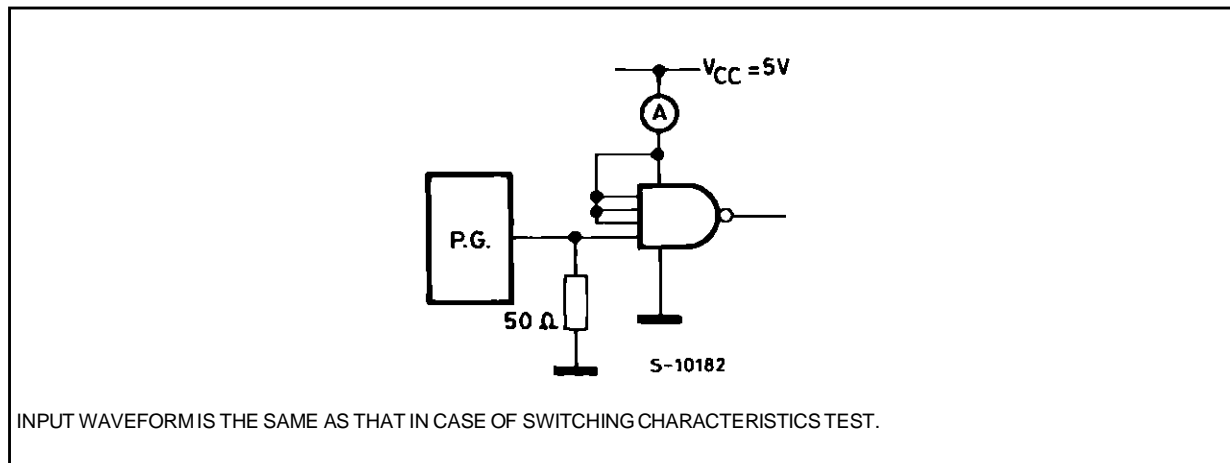 VCC = 5V
A
P.G.
50 Ω
S-10182
INPUT WAVEFORM IS THE SAME AS THAT IN CASE OF SWITCHING CHARACTERISTICS TEST.